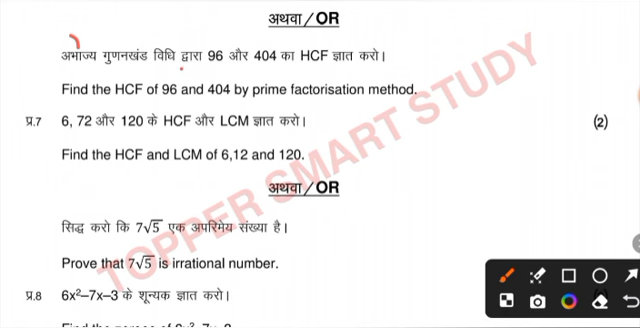 अथवा/OR
अभाज्य गुणनखंड विधि द्वारा 96 और 404 का HCF ज्ञात करो।
Find the HCF of 96 and 404 by prime factorisation method.
प्र.7 6, 72 और 120 के HCF और LCM ज्ञात करो। (2)
Find the HCF and LCM of 6,12 and 120.
अथवा/OR
सिद्ध करो कि 7√5 एक अपरिमेय संख्या है।
Prove that 7√5 is irrational number.
प्र.8 6x²–7x–3 के शून्यक ज्ञात करो।
TOPPER SMART STUDY